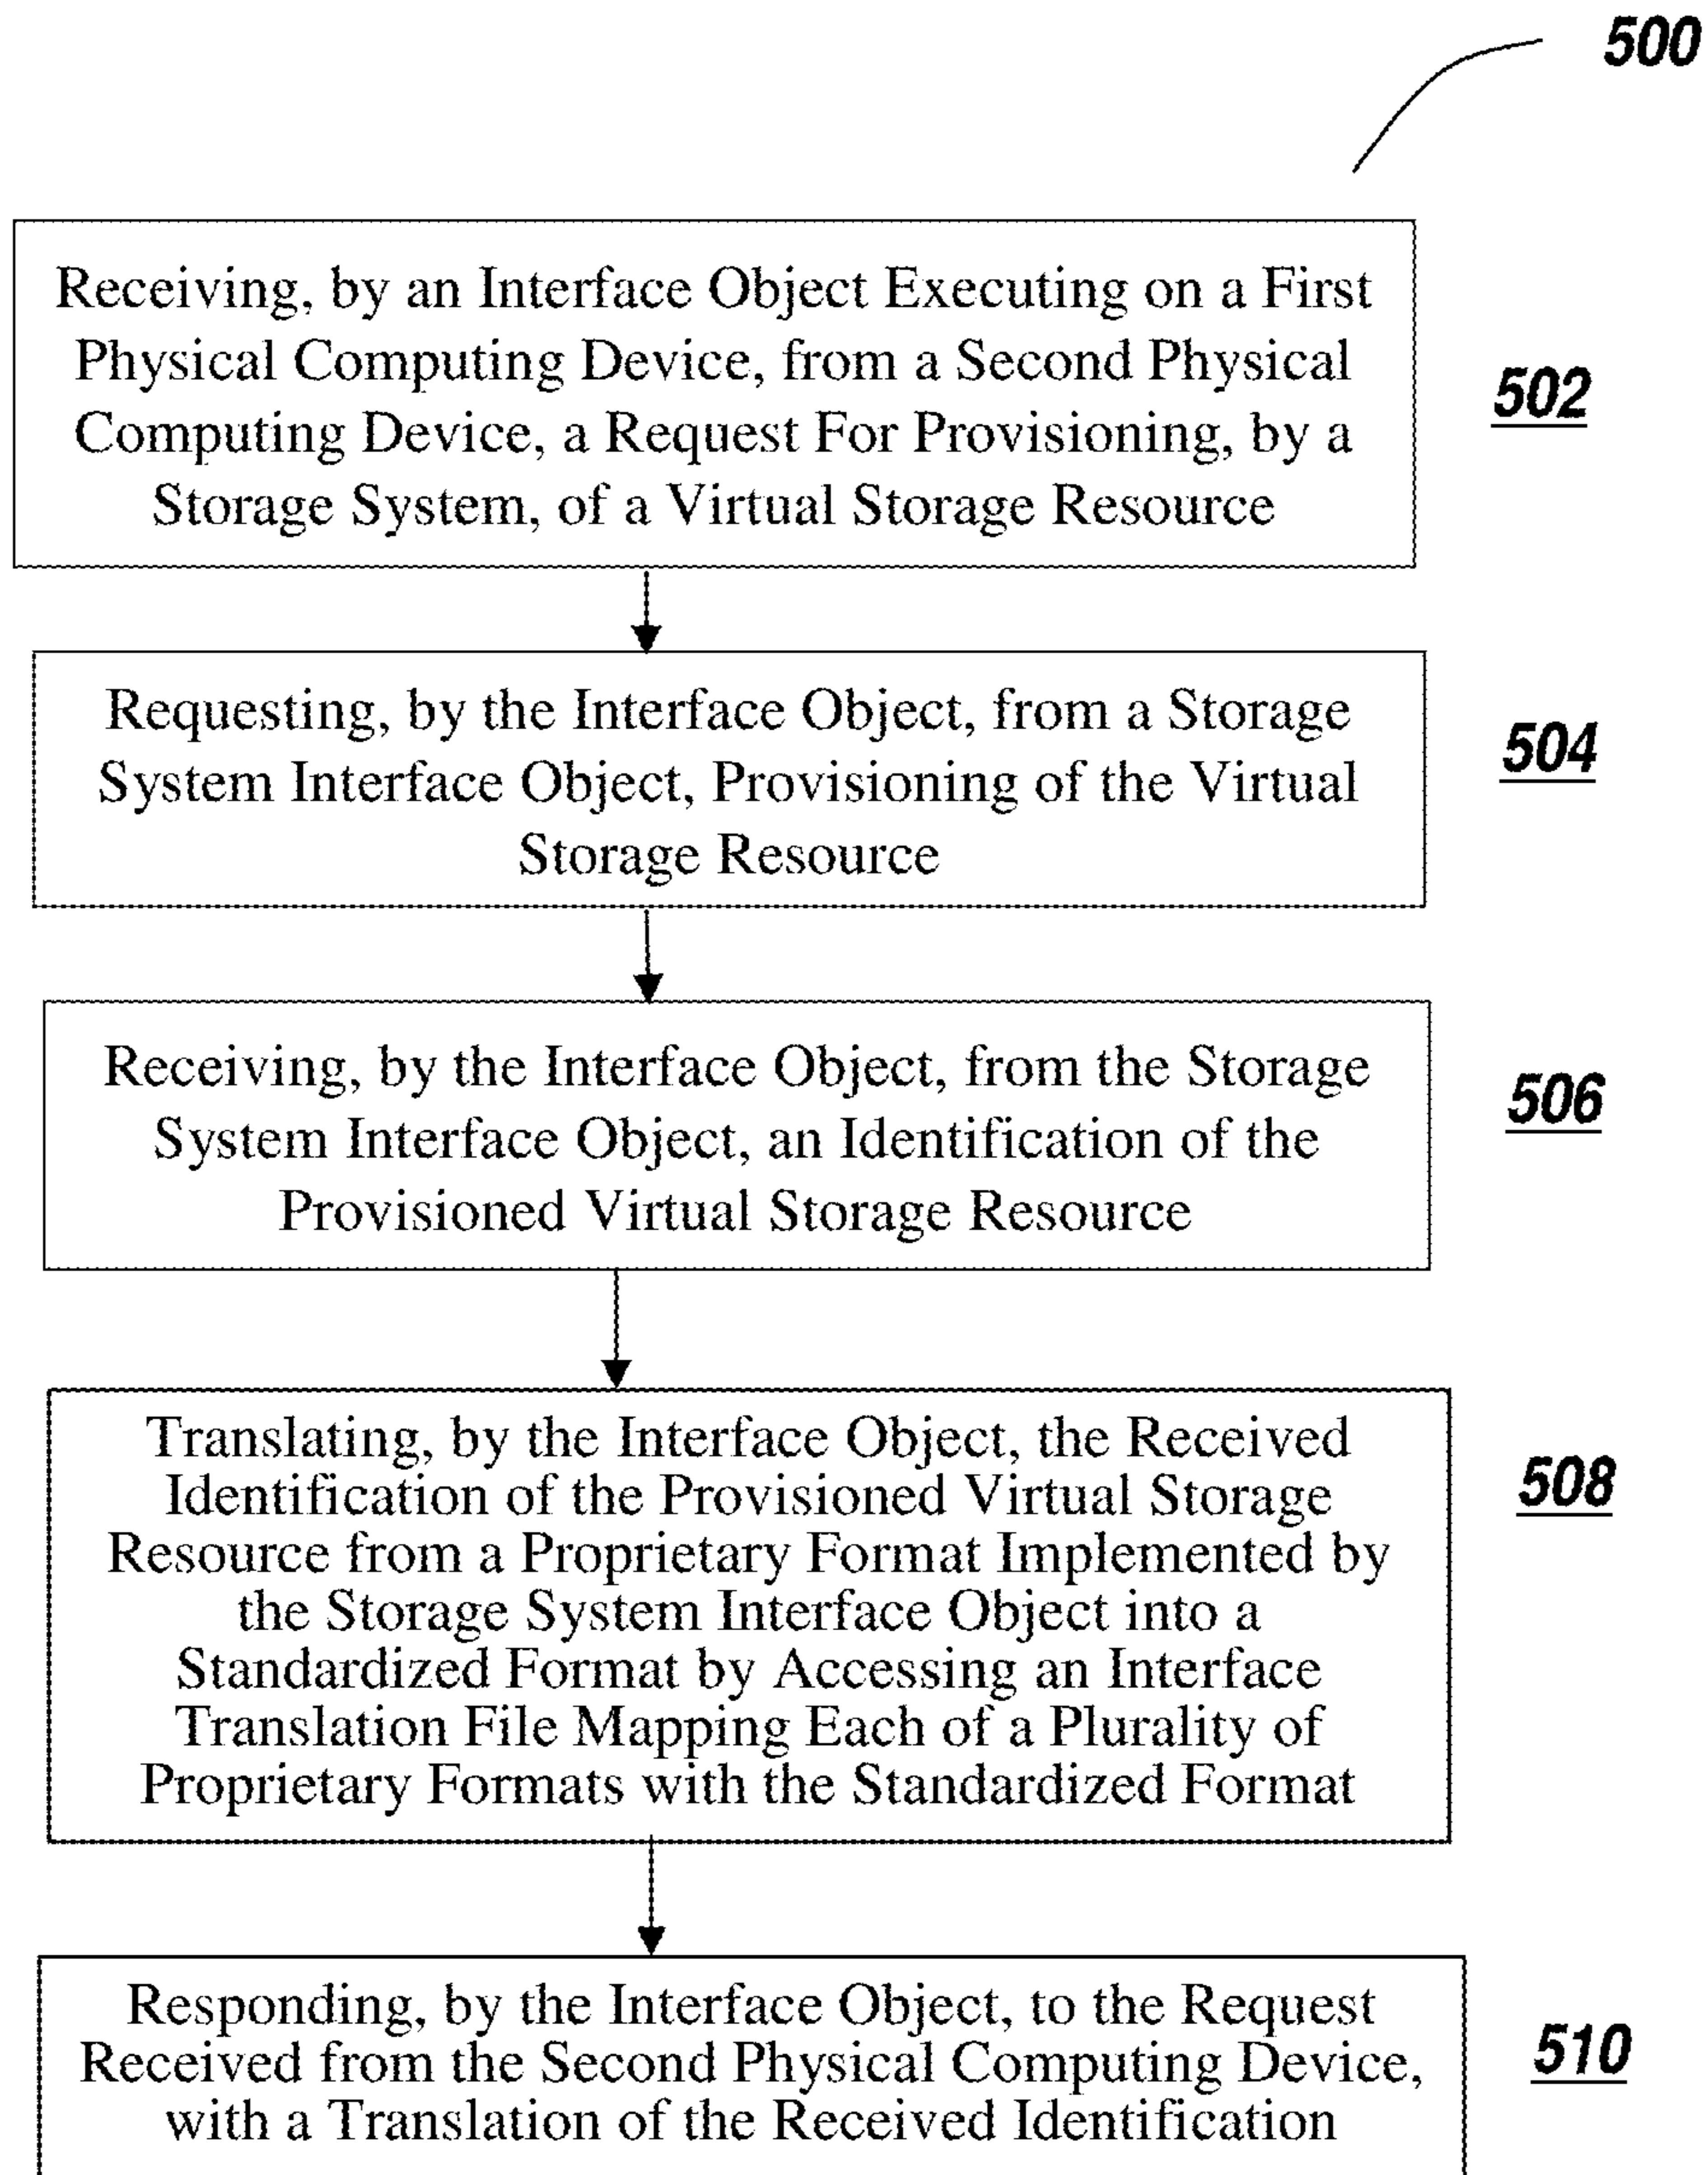 500
Receiving, by an Interface Object Executing on a First
Physical Computing Device, from a Second Physical
Computing Device, a Request For Provisioning, by a
Storage System, of a Virtual Storage Resource
502
Requesting, by the Interface Object, from a Storage
System Interface Object, Provisioning of the Virtual
Storage Resource
504
Receiving, by the Interface Object, from the Storage
System Interface Object, an Identification of the
Provisioned Virtual Storage Resource
506
Translating, by the Interface Object, the Received
Identification of the Provisioned Virtual Storage
Resource from a Proprietary Format Implemented by
the Storage System Interface Object into a
Standardized Format by Accessing an Interface
Translation File Mapping Each of a Plurality of
Proprietary Formats with the Standardized Format
508
Responding, by the Interface Object, to the Request
Received from the Second Physical Computing Device,
with a Translation of the Received Identification
510